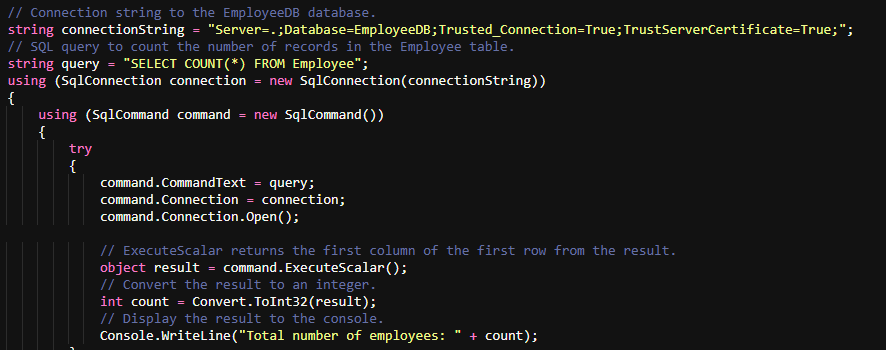 // Connection string to the EmployeeDB database.
string connectionString = "Server=.;Database=EmployeeDB;Trusted_Connection=True;TrustServerCertificate=True;";
// SQL query to count the number of records in the Employee table.
string query = "SELECT COUNT(*) FROM Employee";
using (SqlConnection connection = new SqlConnection(connectionString))
{
    using (SqlCommand command = new SqlCommand())
    {
        try
        {
            command.CommandText = query;
            command.Connection = connection;
            command.Connection.Open();

            // ExecuteScalar returns the first column of the first row from the result.
            object result = command.ExecuteScalar();
            // Convert the result to an integer.
            int count = Convert.ToInt32(result);
            // Display the result to the console.
            Console.WriteLine("Total number of employees: " + count);